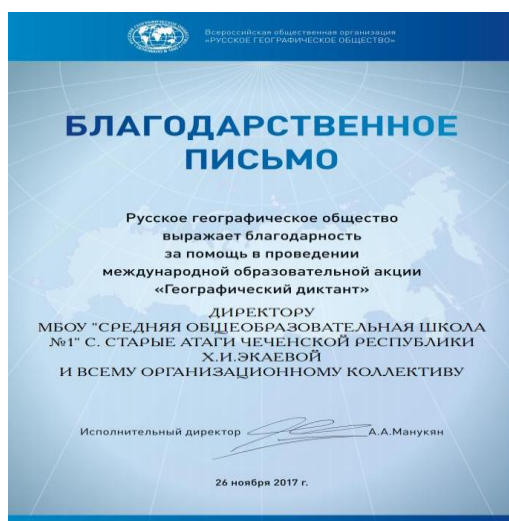 Всероссийская общественная организация
«РУССКОЕ ГЕОГРАФИЧЕСКОЕ ОБЩЕСТВО»
БЛАГОДАРСТВЕННОЕ
ПИСЬМО
Русское географическое общество
выражает благодарность
за помощь в проведении
международной образовательной акции
«Географический диктант»
ДИРЕКТОРУ
МБОУ "СРЕДНЯЯ ОБЩЕОБРАЗОВАТЕЛЬНАЯ ШКОЛА
№1" С. СТАРЫЕ АТАГИ ЧЕЧЕНСКОЙ РЕСПУБЛИКИ
Х.И.ЭКАЕВОЙ
И ВСЕМУ ОРГАНИЗАЦИОННОМУ КОЛЛЕКТИВУ
Исполнительный директор А.А.Манукян
26 ноября 2017 г.